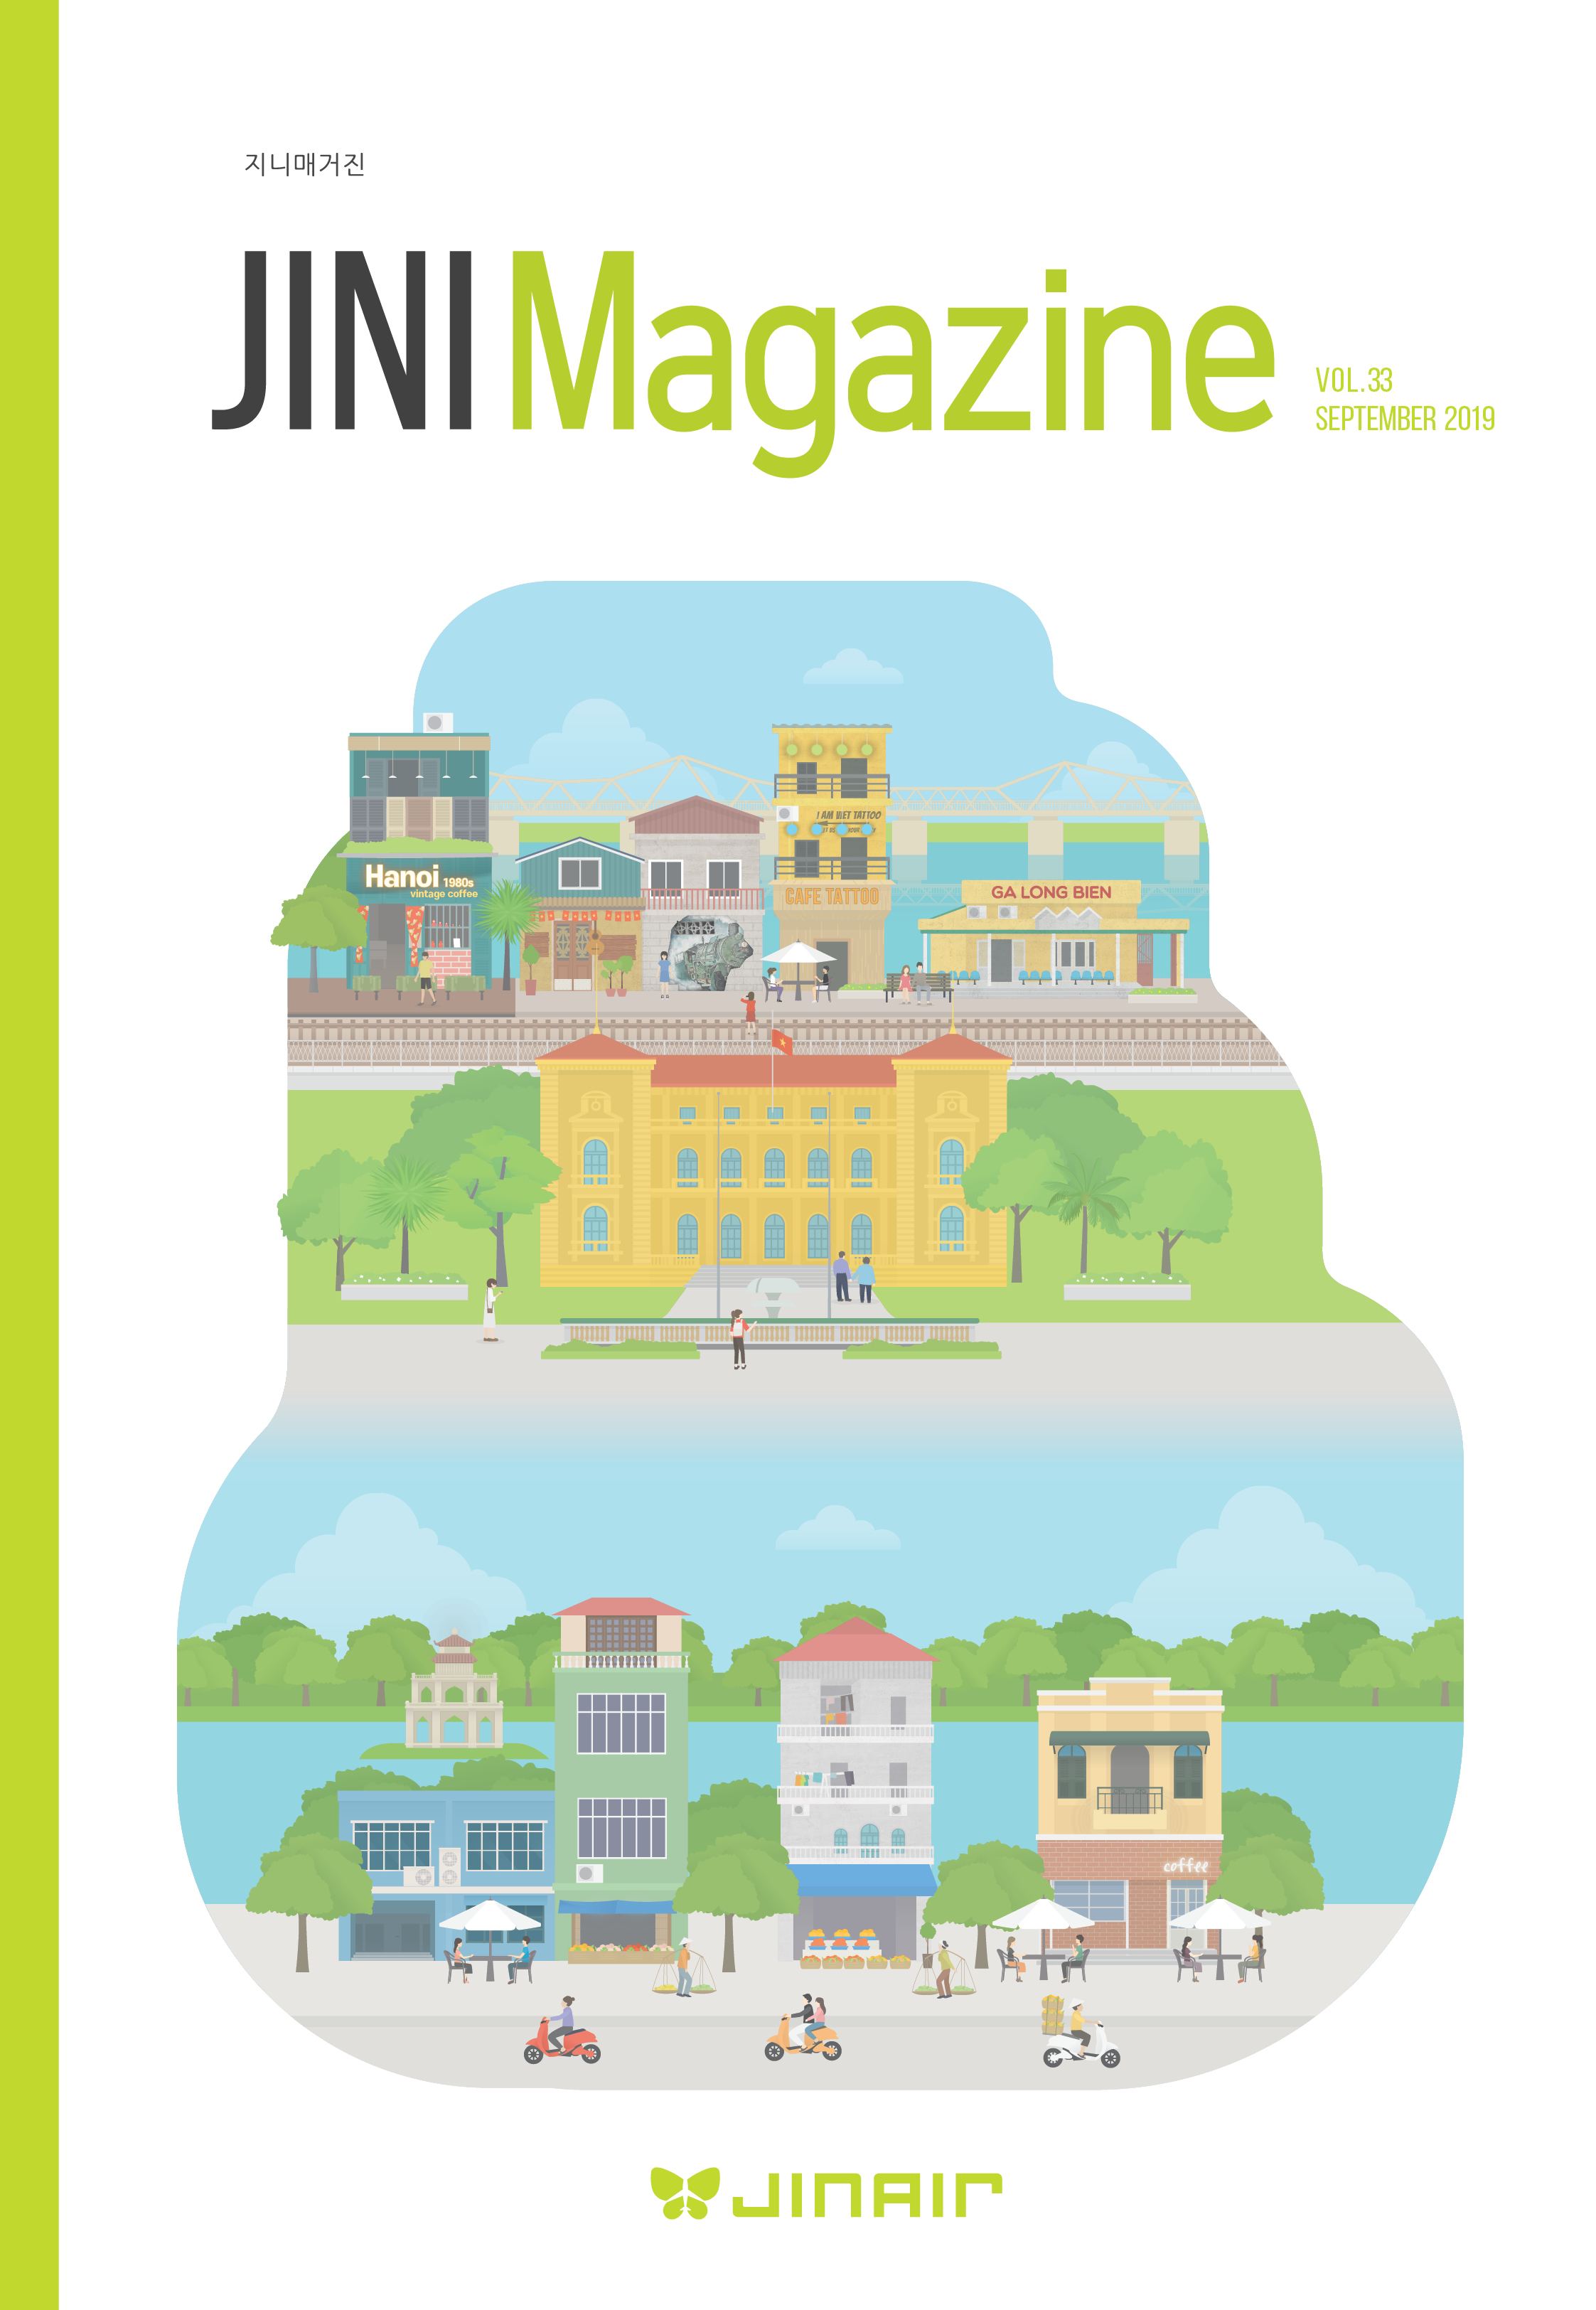 지니매거진
JINI Magazine
VOL.33
SEPTEMBER 2019
I AM VIET TATTOO
Hanoi 1980s
vintage coffee
CAFE TATTOO
GA LONG BIEN
coffee
JINAIR